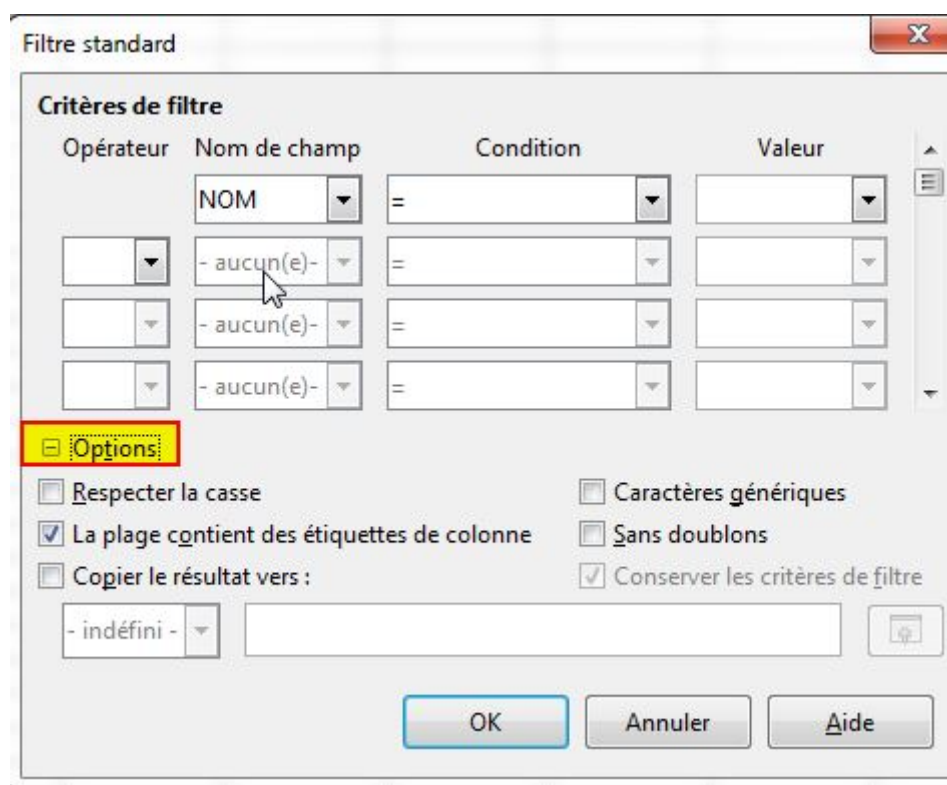 Filtre standard
Critères de filtre
Opérateur Nom de champ Condition Valeur
NOM =
- aucun(e)- =
- aucun(e)- =
- aucun(e)- =
Options
Respecter la casse Caractères génériques
La plage contient des étiquettes de colonne Sans doublons
Copier le résultat vers : Conserver les critères de filtre
- indéfini -
OK Annuler Aide